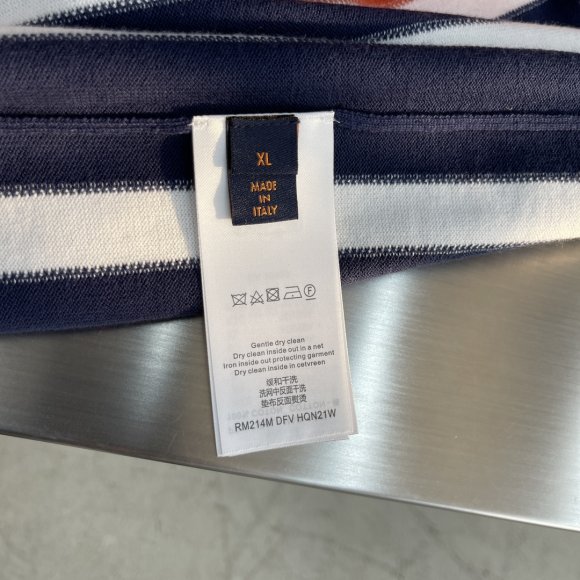 XL
MADE
IN
ITALY
F
Gentle dry clean
Dry clean inside out in a net
Iron inside out protecting garment
Dry clean inside in cetvreen
缓和干洗
洗网中反面干洗
垫布反面熨烫
RM214M DFV HQN21W